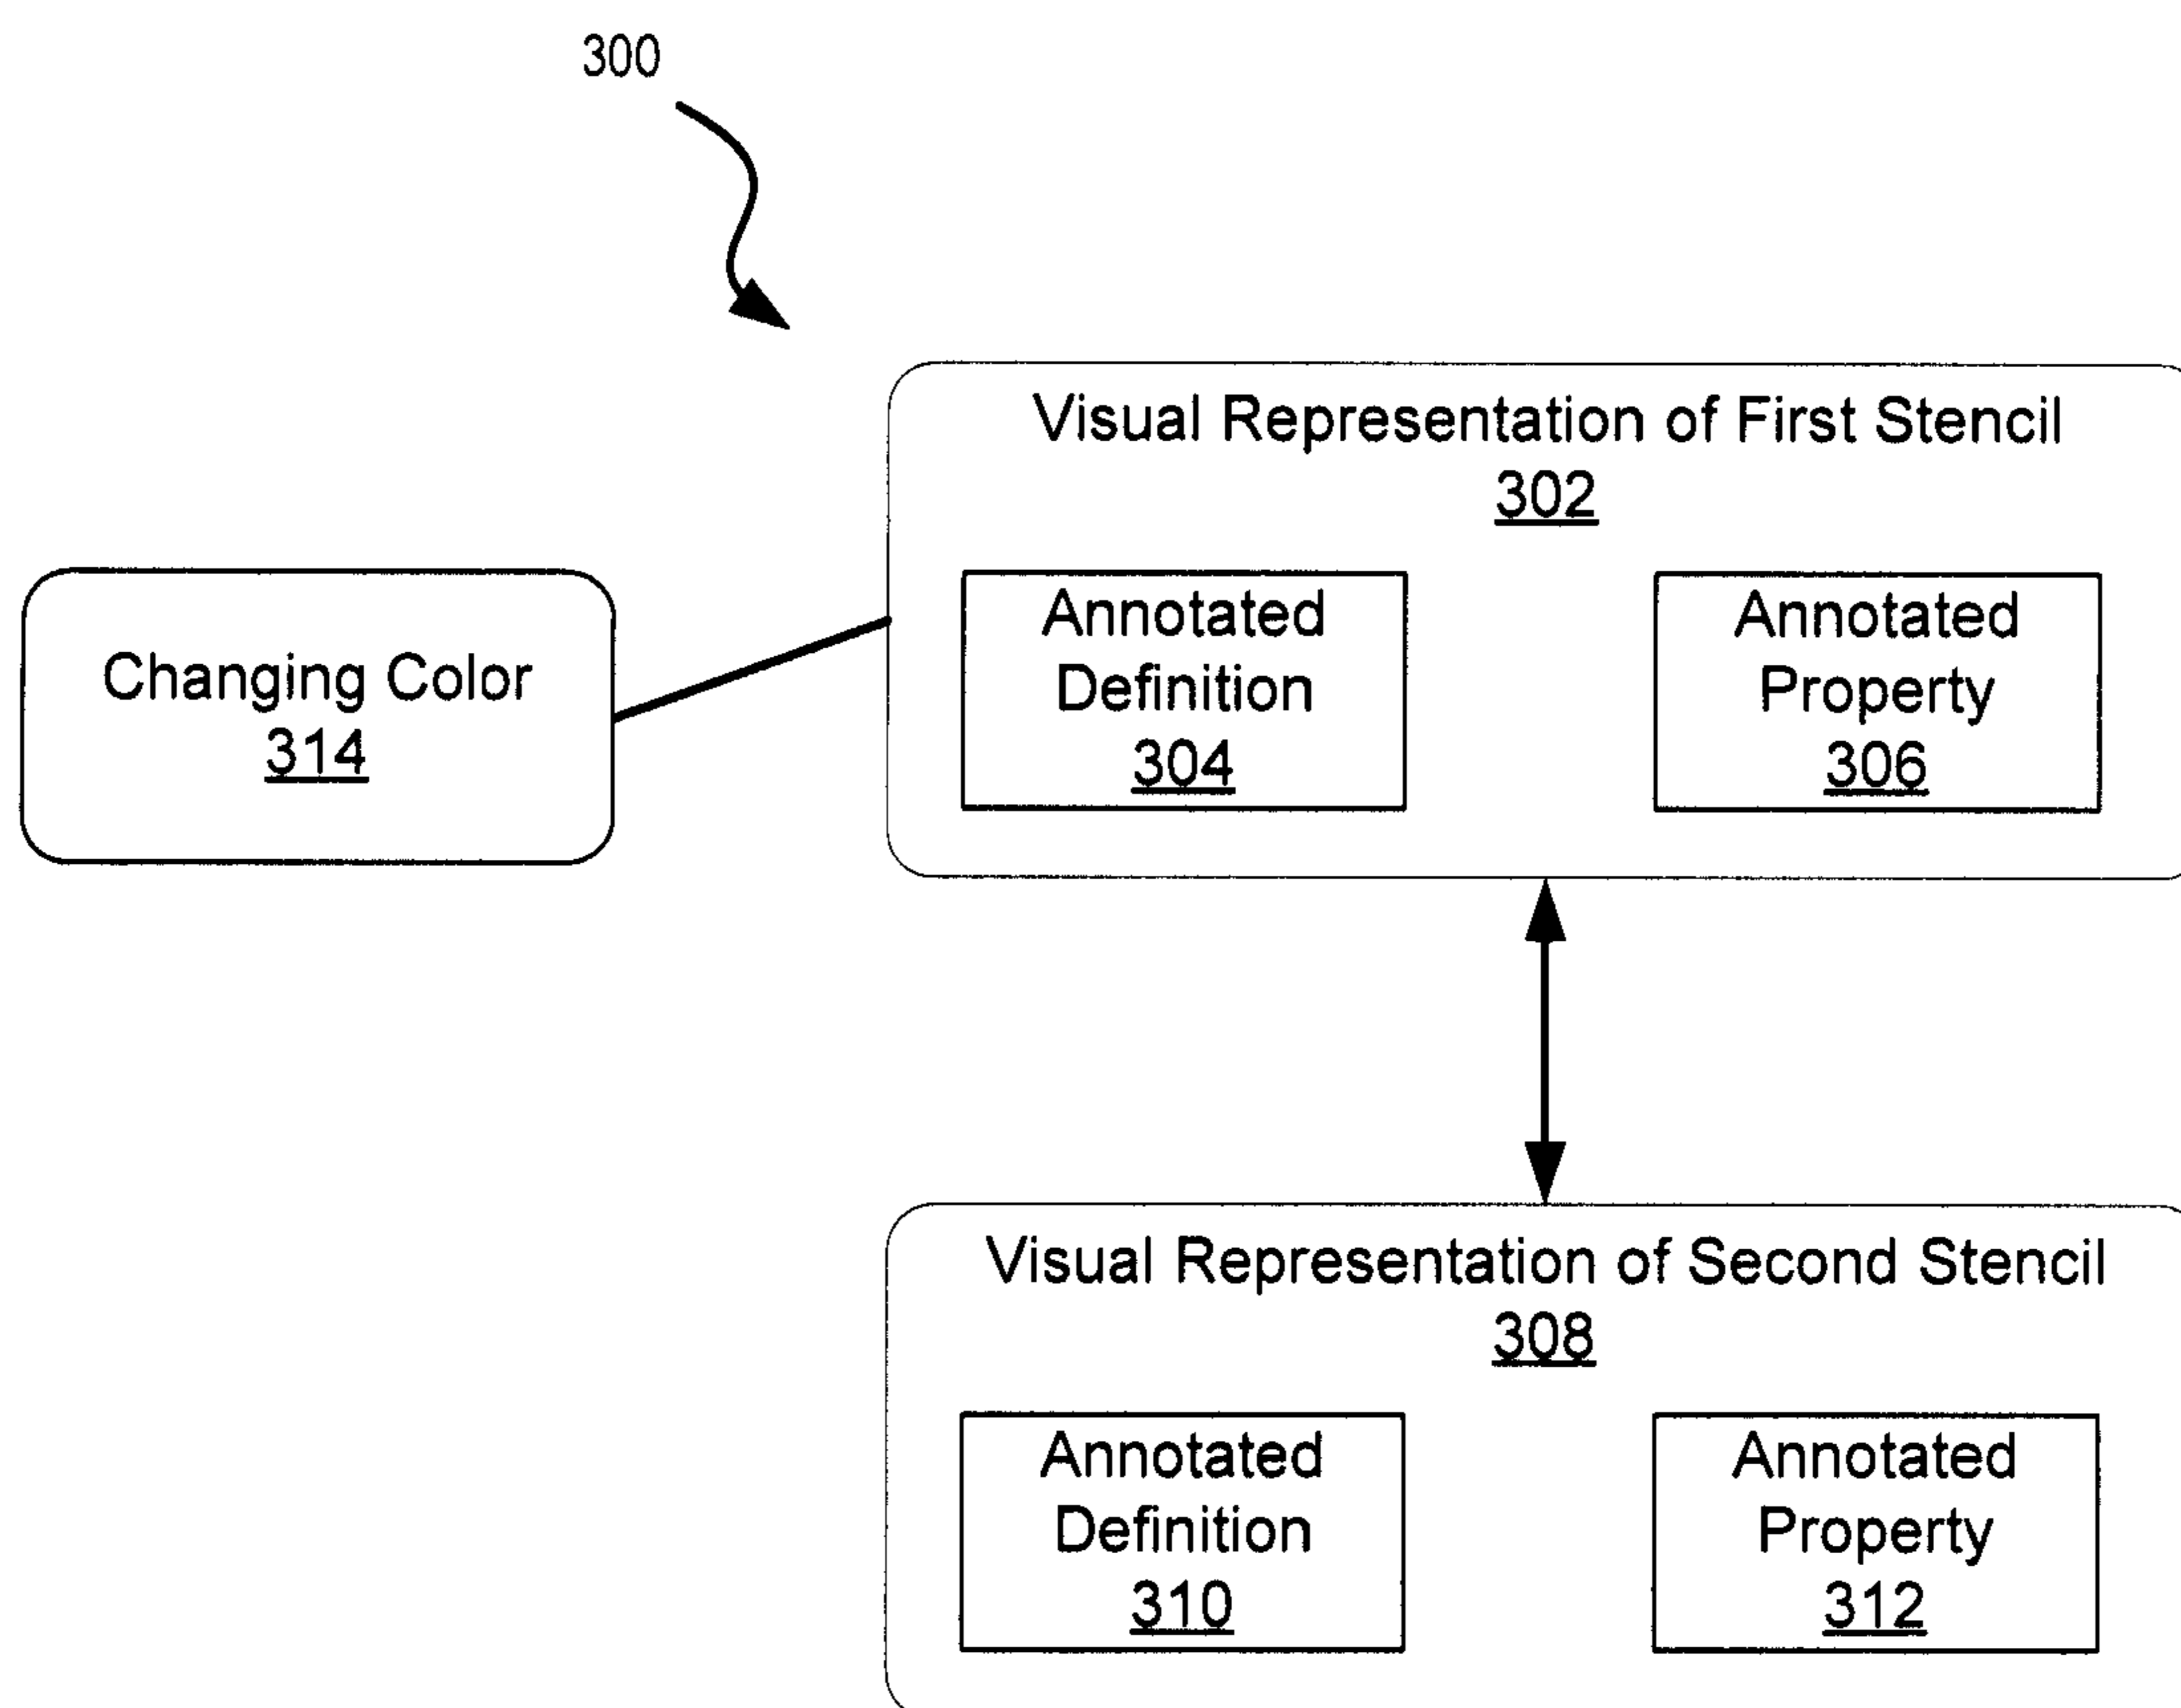 300
Visual Representation of First Stencil
302
Annotated
Definition
304
Annotated
Property
306
Changing Color
314
Visual Representation of Second Stencil
308
Annotated
Definition
310
Annotated
Property
312